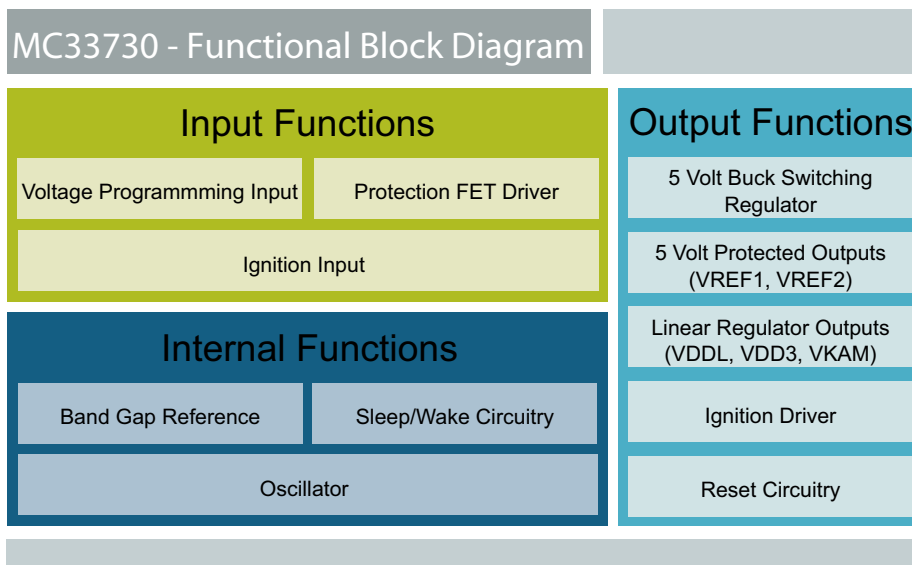 MC33730 - Functional Block Diagram
Input Functions
Voltage Programmming Input
Protection FET Driver
Ignition Input
Internal Functions
Band Gap Reference
Sleep/Wake Circuitry
Oscillator
Output Functions
5 Volt Buck Switching
Regulator
5 Volt Protected Outputs
(VREF1, VREF2)
Linear Regulator Outputs
(VDDL, VDD3, VKAM)
Ignition Driver
Reset Circuitry